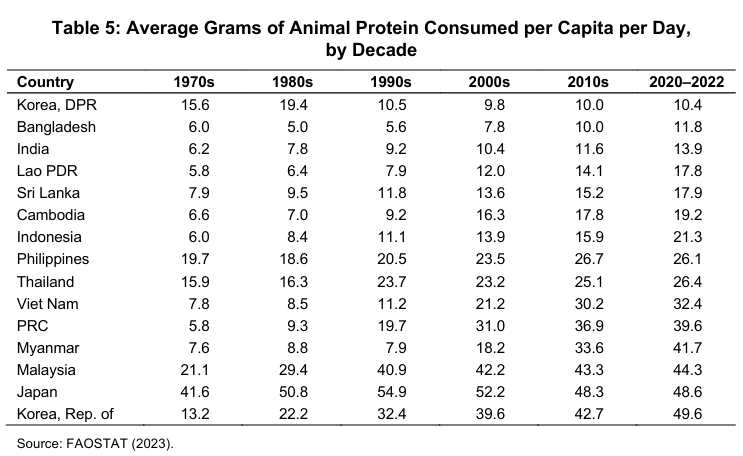 Table 5: Average Grams of Animal Protein Consumed per Capita per Day,
by Decade
Country 1970s 1980s 1990s 2000s 2010s 2020–2022
Korea, DPR 15.6 19.4 10.5 9.8 10.0 10.4
Bangladesh 6.0 5.0 5.6 7.8 10.0 11.8
India 6.2 7.8 9.2 10.4 11.6 13.9
Lao PDR 5.8 6.4 7.9 12.0 14.1 17.8
Sri Lanka 7.9 9.5 11.8 13.6 15.2 17.9
Cambodia 6.6 7.0 9.2 16.3 17.8 19.2
Indonesia 6.0 8.4 11.1 13.9 15.9 21.3
Philippines 19.7 18.6 20.5 23.5 26.7 26.1
Thailand 15.9 16.3 23.7 23.2 25.1 26.4
Viet Nam 7.8 8.5 11.2 21.2 30.2 32.4
PRC 5.8 9.3 19.7 31.0 36.9 39.6
Myanmar 7.6 8.8 7.9 18.2 33.6 41.7
Malaysia 21.1 29.4 40.9 42.2 43.3 44.3
Japan 41.6 50.8 54.9 52.2 48.3 48.6
Korea, Rep. of 13.2 22.2 32.4 39.6 42.7 49.6
Source: FAOSTAT (2023).